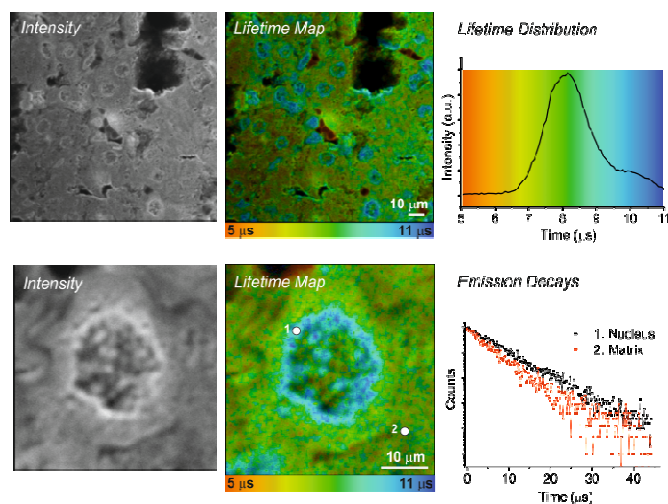 Intensity
Lifetime Map
Lifetime Distribution
Intensity (a.u.)
10 μm
5 μs
11 μs
5 6 7 8 9 10 11
Time (μs)
Intensity
Lifetime Map
Emission Decays
1
2
1. Nucleus
2. Matrix
Counts
10 μm
5 μs
11 μs
0 10 20 30 40
Time (μs)